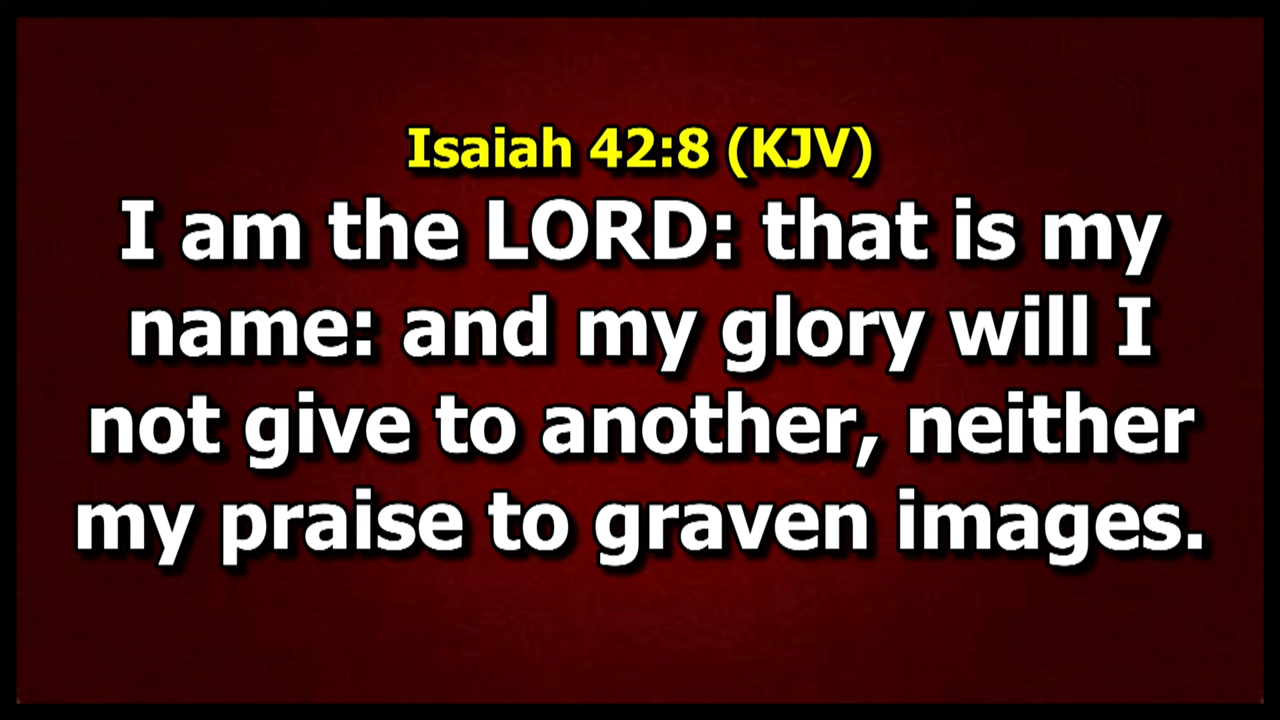 Isaiah 42:8 (KJV)
I am the LORD: that is my
name: and my glory will I
not give to another, neither
my praise to graven images.